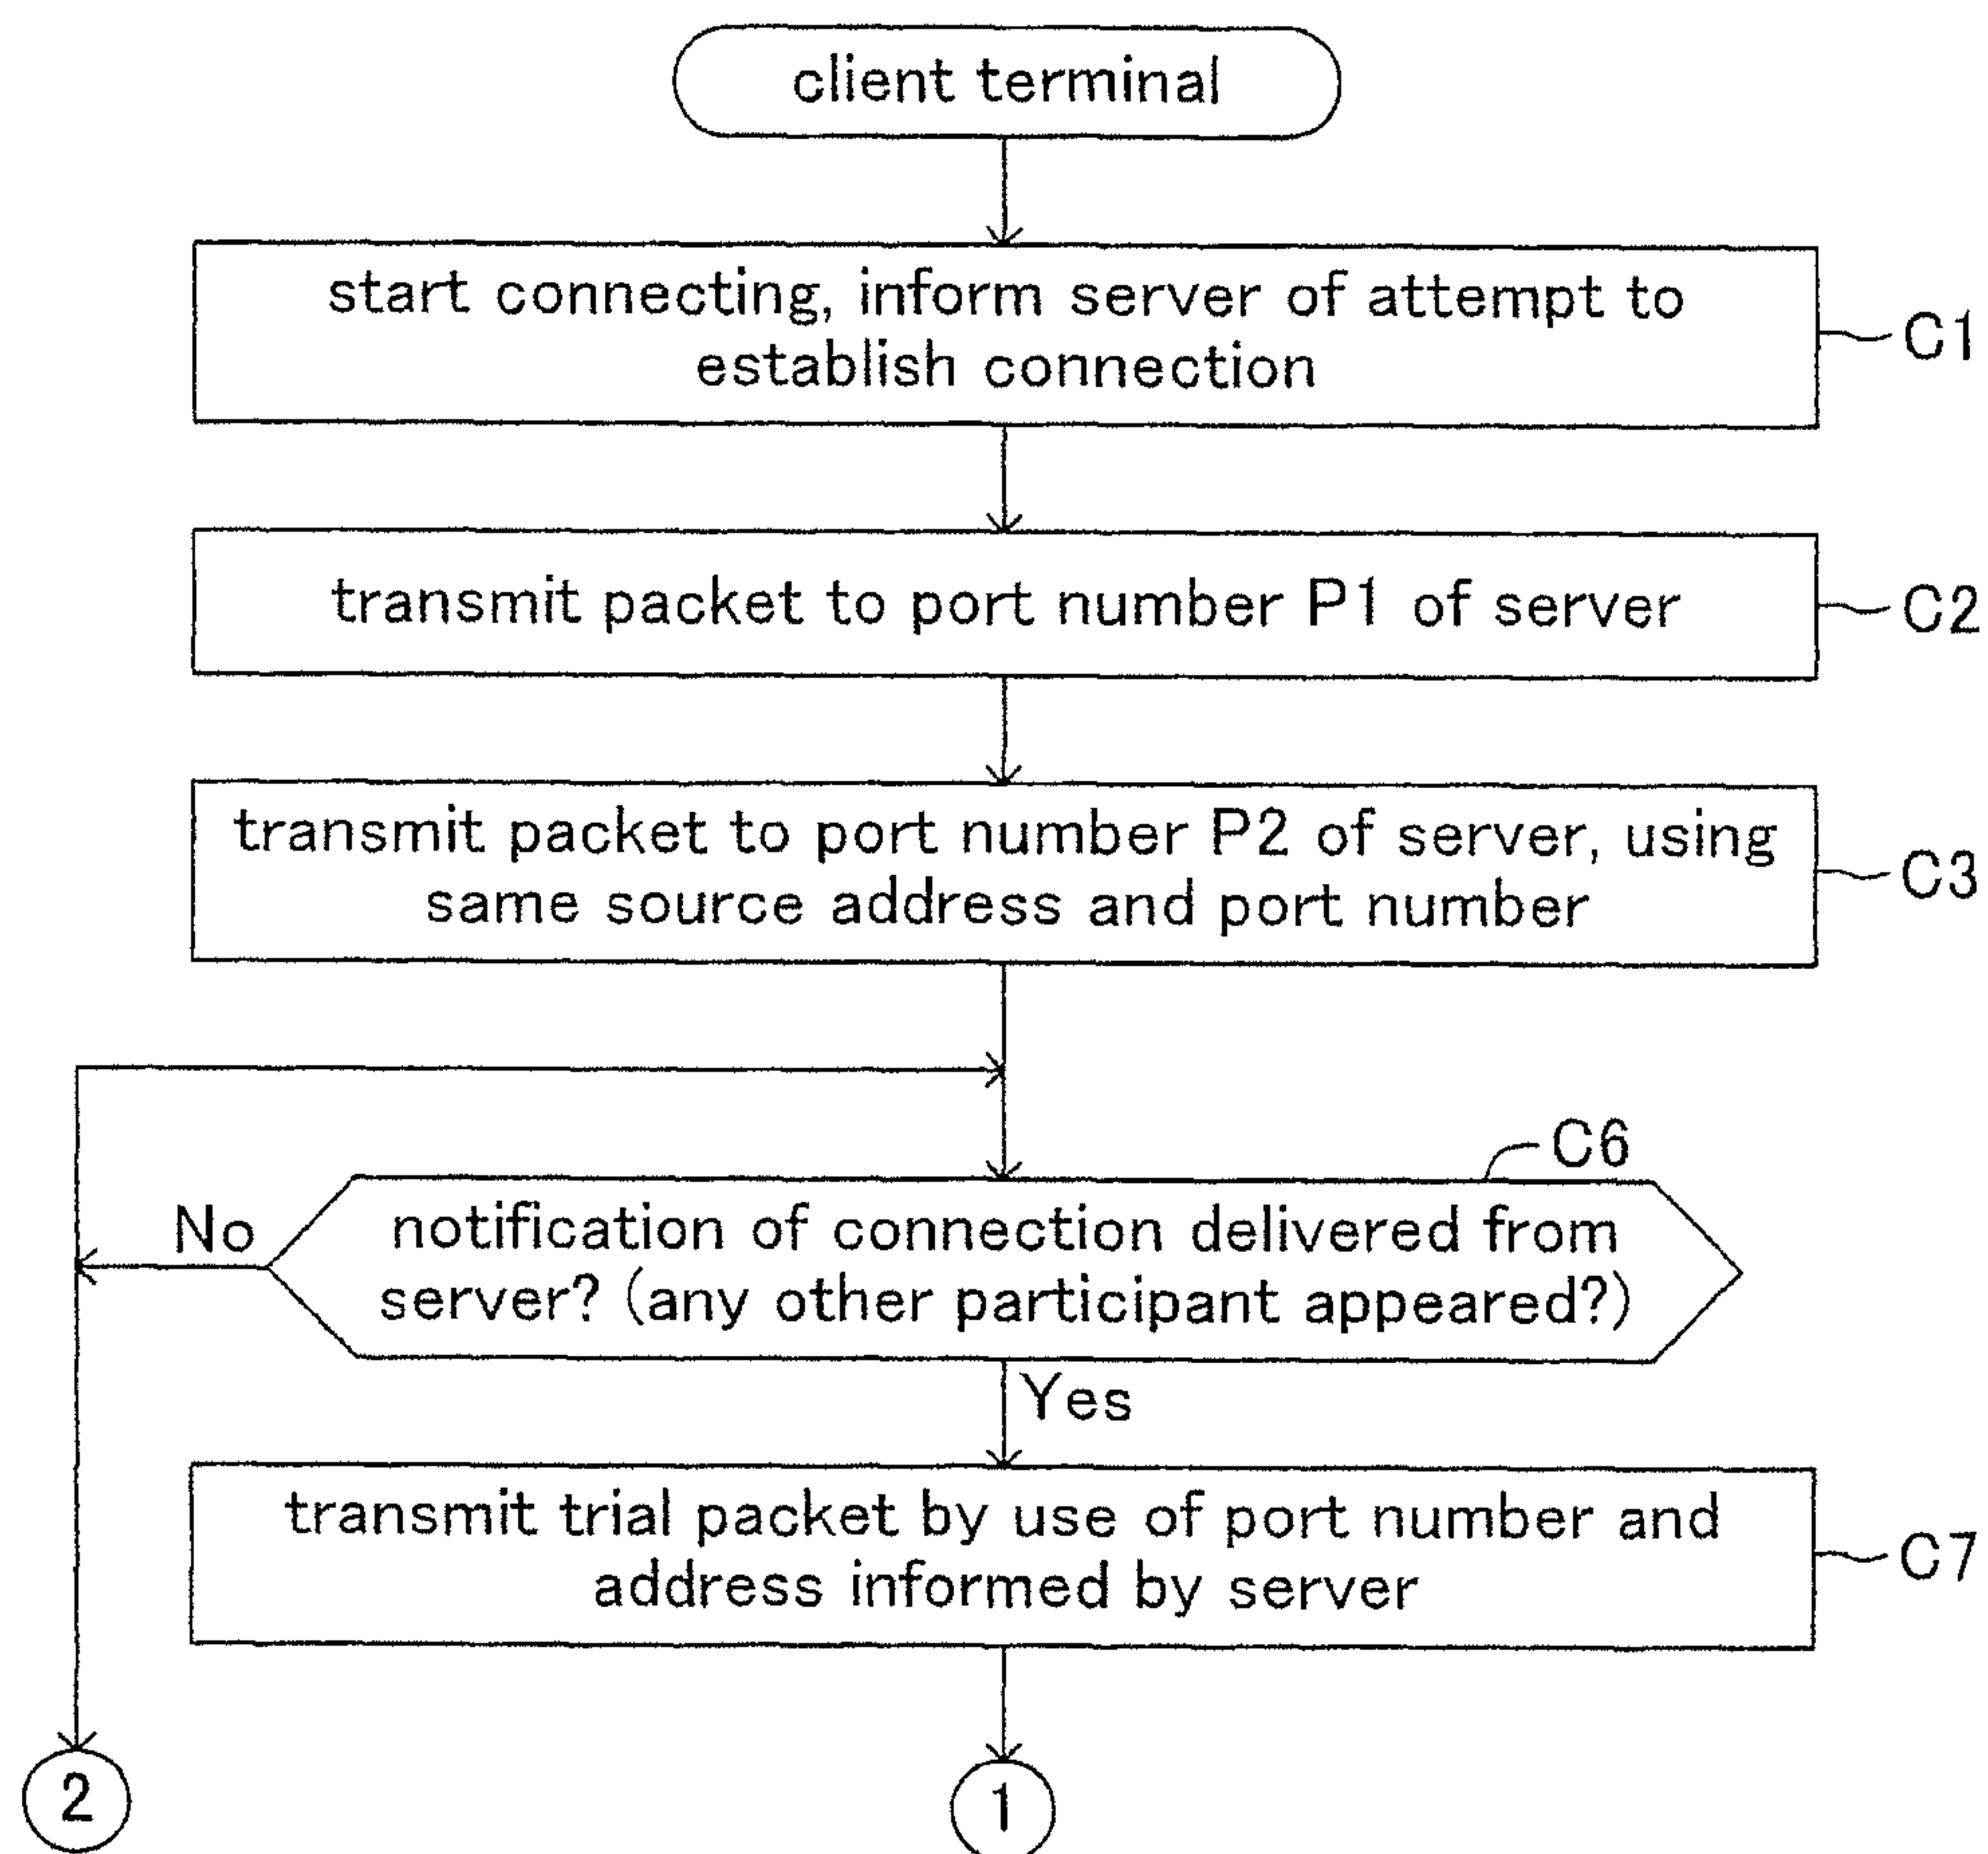 client terminal
start connecting, inform server of attempt to
establish connection
C1
transmit packet to port number P1 of server
C2
transmit packet to port number P2 of server, using
same source address and port number
C3
C6
No
notification of connection delivered from
server? (any other participant appeared?)
Yes
transmit trial packet by use of port number and
address informed by server
C7
2
1